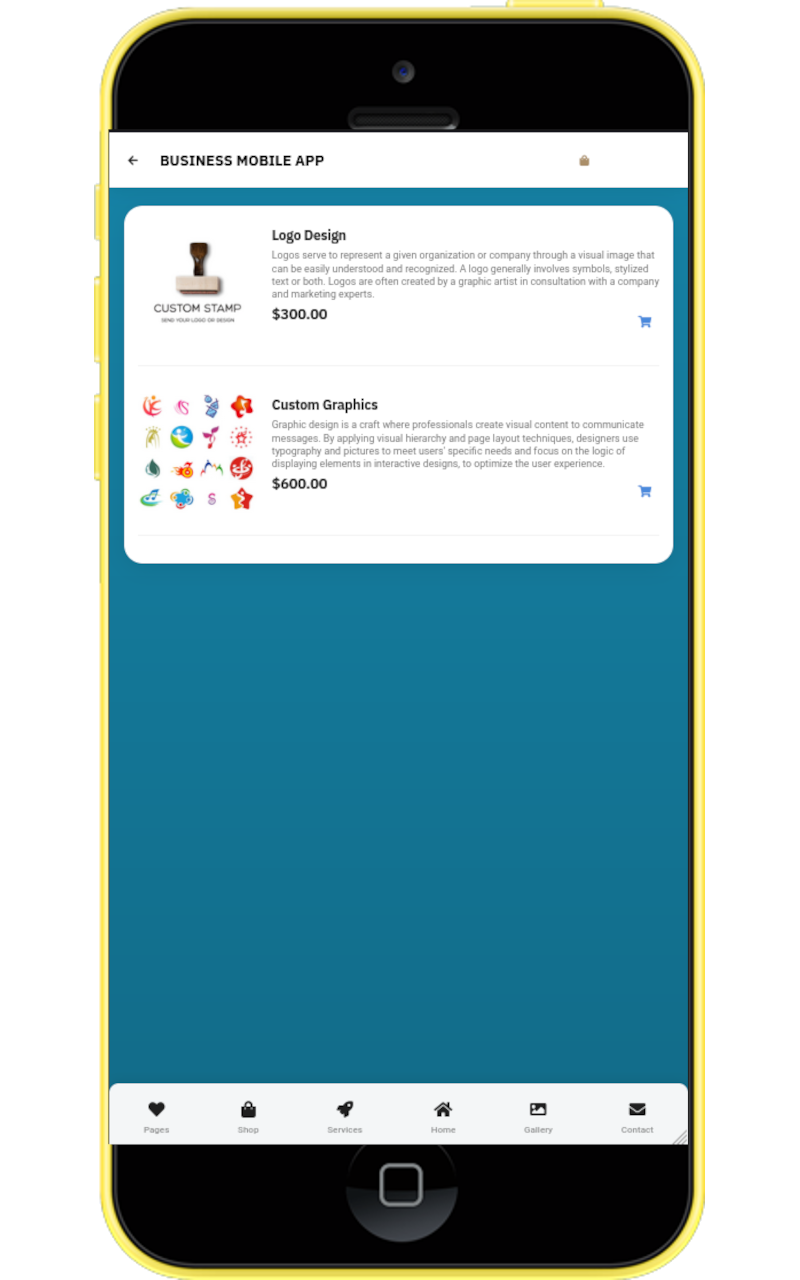 BUSINESS MOBILE APP
Logo Design
Logos serve to represent a given organization or company through a visual image that
can be easily understood and recognized. A logo generally involves symbols, stylized
text or both. Logos are often created by a graphic artist in consultation with a company
and marketing experts.
CUSTOM STAMP
SEND YOUR LOGO OR DESIGN
$300.00
Custom Graphics
Graphic design is a craft where professionals create visual content to communicate
messages. By applying visual hierarchy and page layout techniques, designers use
typography and pictures to meet users' specific needs and focus on the logic of
displaying elements in interactive designs, to optimize the user experience.
$600.00
Pages Shop Services Home Gallery Contact